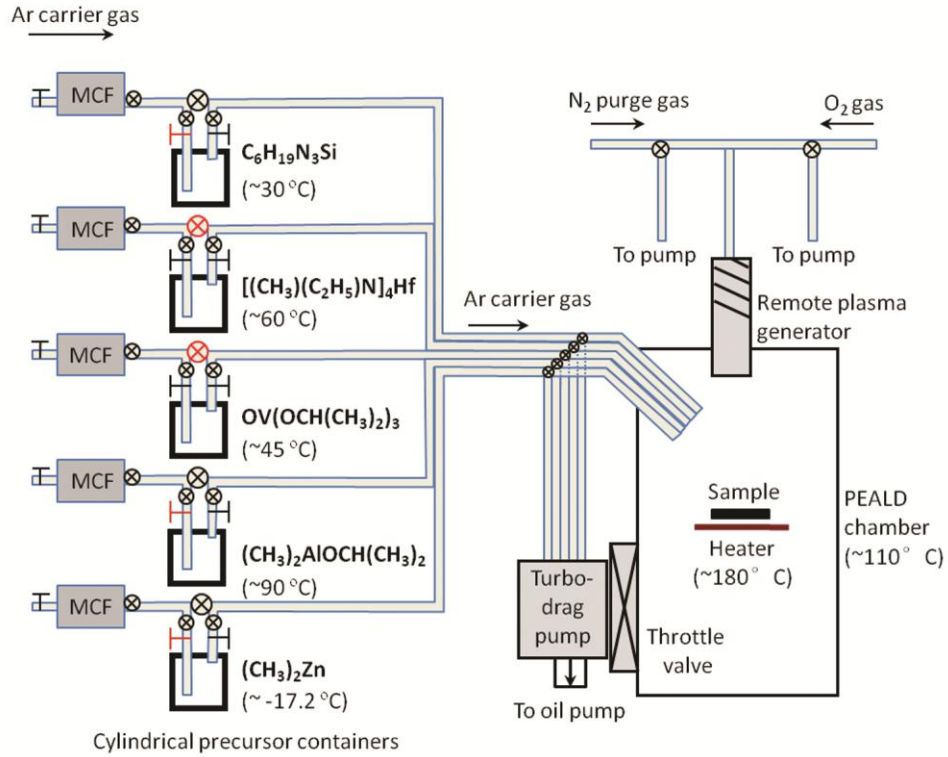 Ar carrier gas
MCF
C6H19N3Si
(~30 °C)
MCF
[(CH3)(C2H5)N]4Hf
(~60 °C)
MCF
OV(OCH(CH3)2)3
(~45 °C)
MCF
(CH3)2AlOCH(CH3)2
(~90 °C)
MCF
(CH3)2Zn
(~ -17.2 °C)
Cylindrical precursor containers
N2 purge gas
O2 gas
To pump
To pump
Remote plasma
generator
Ar carrier gas
Sample
Heater
(~180° C)
PEALD
chamber
(~110° C)
Turbo-
drag
pump
Throttle
valve
To oil pump